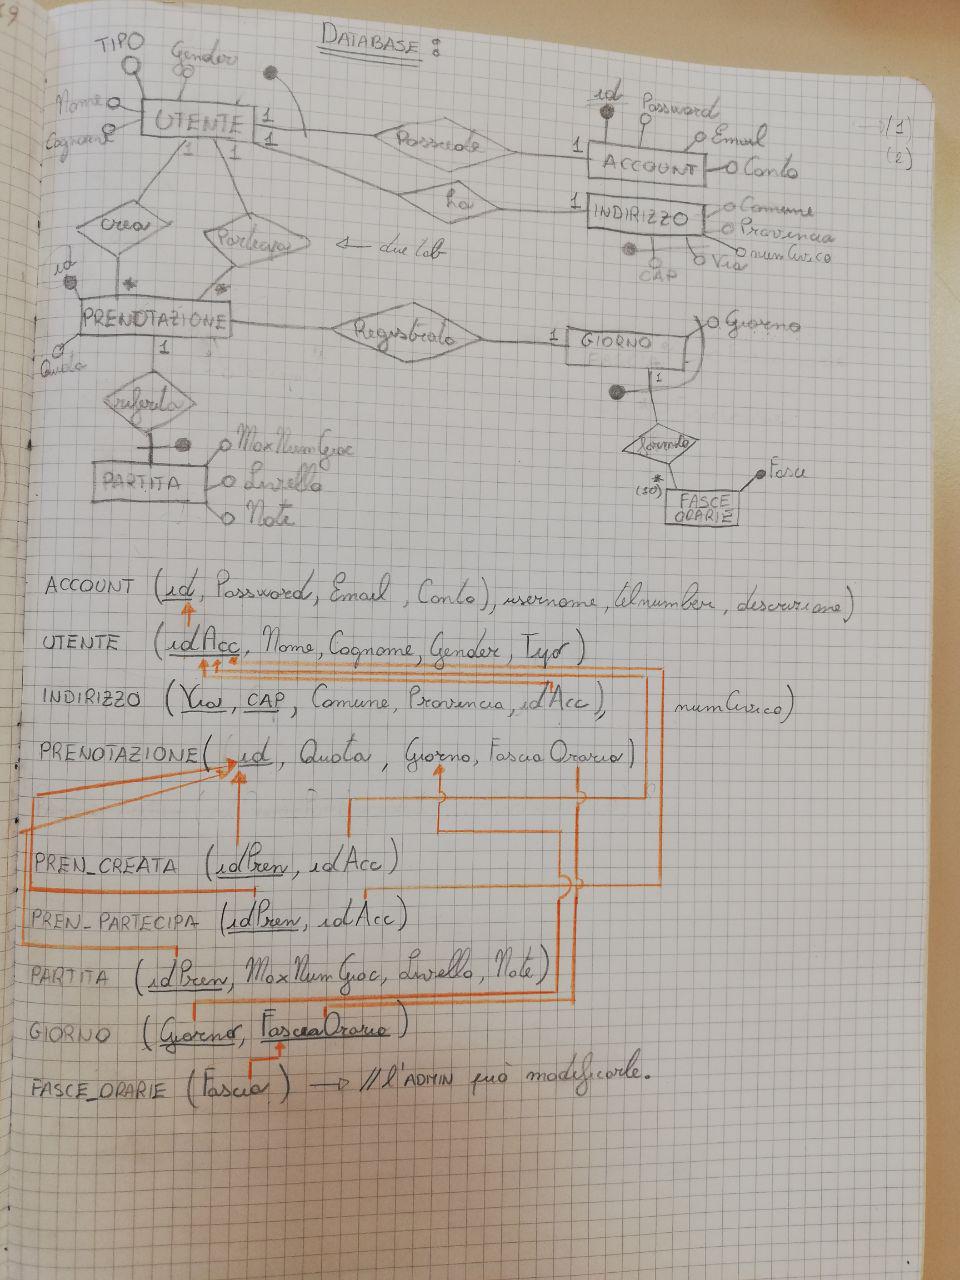 DATABASE :
TIPO
Gender
Nome
Cognome
UTENTE
1
1
1
1
Possiede
1
id
Password
Email
Conto
ACCOUNT
(1)
(2)
ha
1
INDIRIZZO
Comune
Provincia
numCivico
Via
CAP
crea
Partecipa
← due tab
*
*
id
PRENOTAZIONE
Quota
1
Registrato
1
GIORNO
Giorno
1
riferita
MaxNumGioc
PARTITA
Livello
Note
*
(30)
Fasce
FASCE
ORARIE
ACCOUNT (id, Password, Email, Conto), username, telnumber, descrizione)
UTENTE (idAcc, Nome, Cognome, Gender, Tipo)
INDIRIZZO (Via, CAP, Comune, Provincia, idAcc), numCivico)
PRENOTAZIONE( id, Quota, Giorno, FasciaOraria)
PREN_CREATA (idPren, idAcc)
PREN_PARTECIPA (idPren, idAcc)
PARTITA (idPren, MaxNumGioc, Livello, Note)
GIORNO (Giorno, FasciaOraria)
FASCE_ORARIE (Fascia) → // l'ADMIN può modificarle.